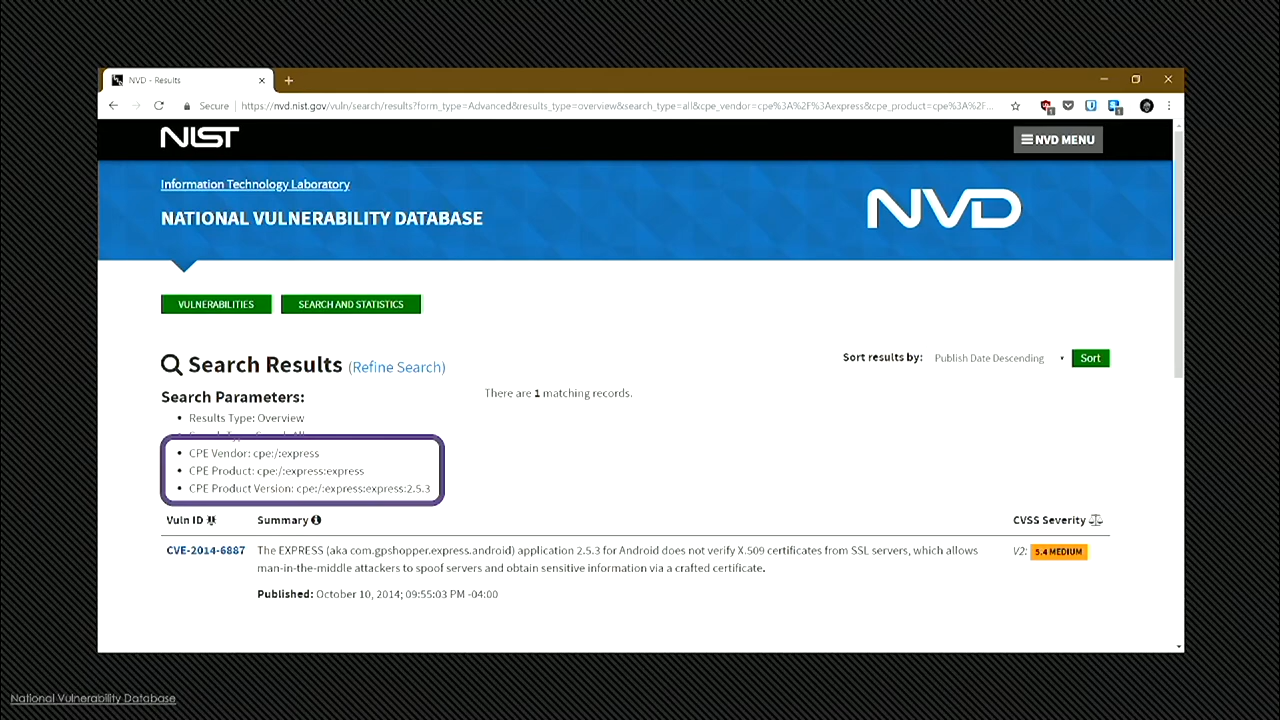 NVD - Results
Secure
https://nvd.nist.gov/vuln/search/results?form_type=Advanced&results_type=overview&search_type=all&cpe_vendor=cpe%3A%2F%3Aexpress&cpe_product=cpe%3A%2F...
NIST
NVD MENU
Information Technology Laboratory
NATIONAL VULNERABILITY DATABASE
NVD
VULNERABILITIES
SEARCH AND STATISTICS
Search Results (Refine Search)
Sort results by: Publish Date Descending
Sort
Search Parameters:
There are 1 matching records.
• Results Type: Overview
• CPE Vendor: cpe:/:express
• CPE Product: cpe:/:express:express
• CPE Product Version: cpe:/:express:express:2.5.3
Vuln ID
Summary
CVSS Severity
CVE-2014-6887
The EXPRESS (aka com.gpshopper.express.android) application 2.5.3 for Android does not verify X.509 certificates from SSL servers, which allows
man-in-the-middle attackers to spoof servers and obtain sensitive information via a crafted certificate.
V2: 5.4 MEDIUM
Published: October 10, 2014; 09:55:03 PM -04:00
National Vulnerability Database